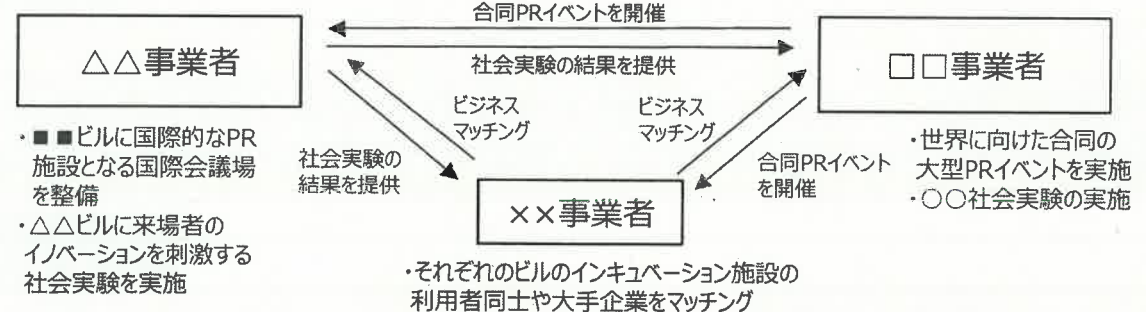 合同PRイベントを開催
△△事業者
社会実験の結果を提供
□□事業者
ビジネス
マッチング
ビジネス
マッチング
・■■ビルに国際的なPR
施設となる国際会議場
を整備
・△△ビルに来場者の
イノベーションを刺激する
社会実験を実施
社会実験の
結果を提供
合同PRイベント
を開催
・世界に向けた合同の
大型PRイベントを実施
・○○社会実験の実施
××事業者
・それぞれのビルのインキュベーション施設の
利用者同士や大手企業をマッチング